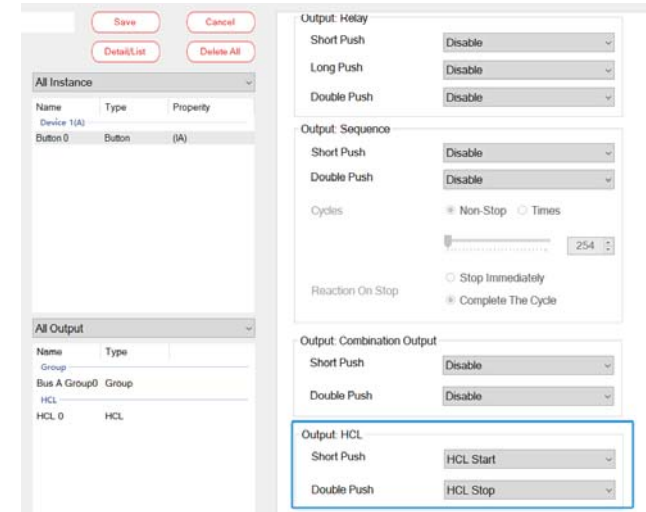 Save
Cancel
Detail/List
Delete All
All Instance
Name Type Property
Device 1(A)
Button 0 Button (IA)
All Output
Name Type
Group
Bus A Group0 Group
HCL
HCL 0 HCL
Output: Relay
Short Push Disable
Long Push Disable
Double Push Disable
Output: Sequence
Short Push Disable
Double Push Disable
Cycles Non-Stop Times
254
Reaction On Stop Stop Immediately
Complete The Cycle
Output: Combination Output
Short Push Disable
Double Push Disable
Output: HCL
Short Push HCL Start
Double Push HCL Stop